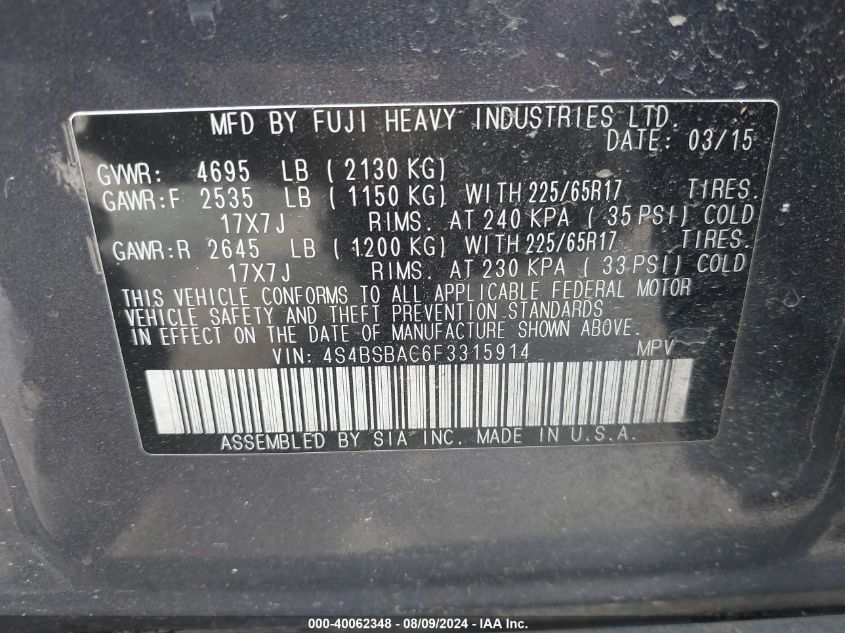 MFD BY FUJI HEAVY INDUSTRIES LTD.
DATE: 03/15
GVWR: 4695 LB ( 2130 KG)
GAWR:F 2535 LB ( 1150 KG) WITH 225/65R17 TIRES.
17X7J RIMS. AT 240 KPA ( 35 PSI) COLD
GAWR:R 2645 LB ( 1200 KG) WITH 225/65R17 TIRES.
17X7J RIMS. AT 230 KPA ( 33 PSI) COLD
THIS VEHICLE CONFORMS TO ALL APPLICABLE FEDERAL MOTOR
VEHICLE SAFETY AND THEFT PREVENTION STANDARDS
IN EFFECT ON THE DATE OF MANUFACTURE SHOWN ABOVE.
VIN: 4S4BSBAC6F3315914 MPV
ASSEMBLED BY SIA INC. MADE IN U.S.A.
000-40062348 - 08/09/2024 - IAA Inc.